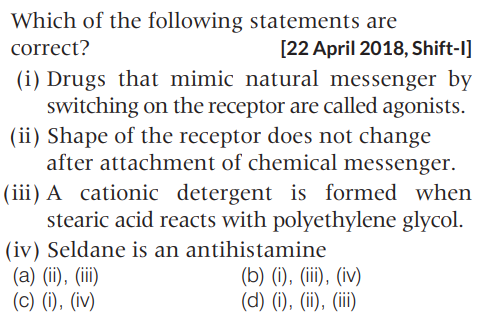 Which of the following statements are
correct? [22 April 2018, Shift-I]
(i) Drugs that mimic natural messenger by
switching on the receptor are called agonists.
(ii) Shape of the receptor does not change
after attachment of chemical messenger.
(iii) A cationic detergent is formed when
stearic acid reacts with polyethylene glycol.
(iv) Seldane is an antihistamine
(a) (ii), (iii) (b) (i), (iii), (iv)
(c) (i), (iv) (d) (i), (ii), (iii)